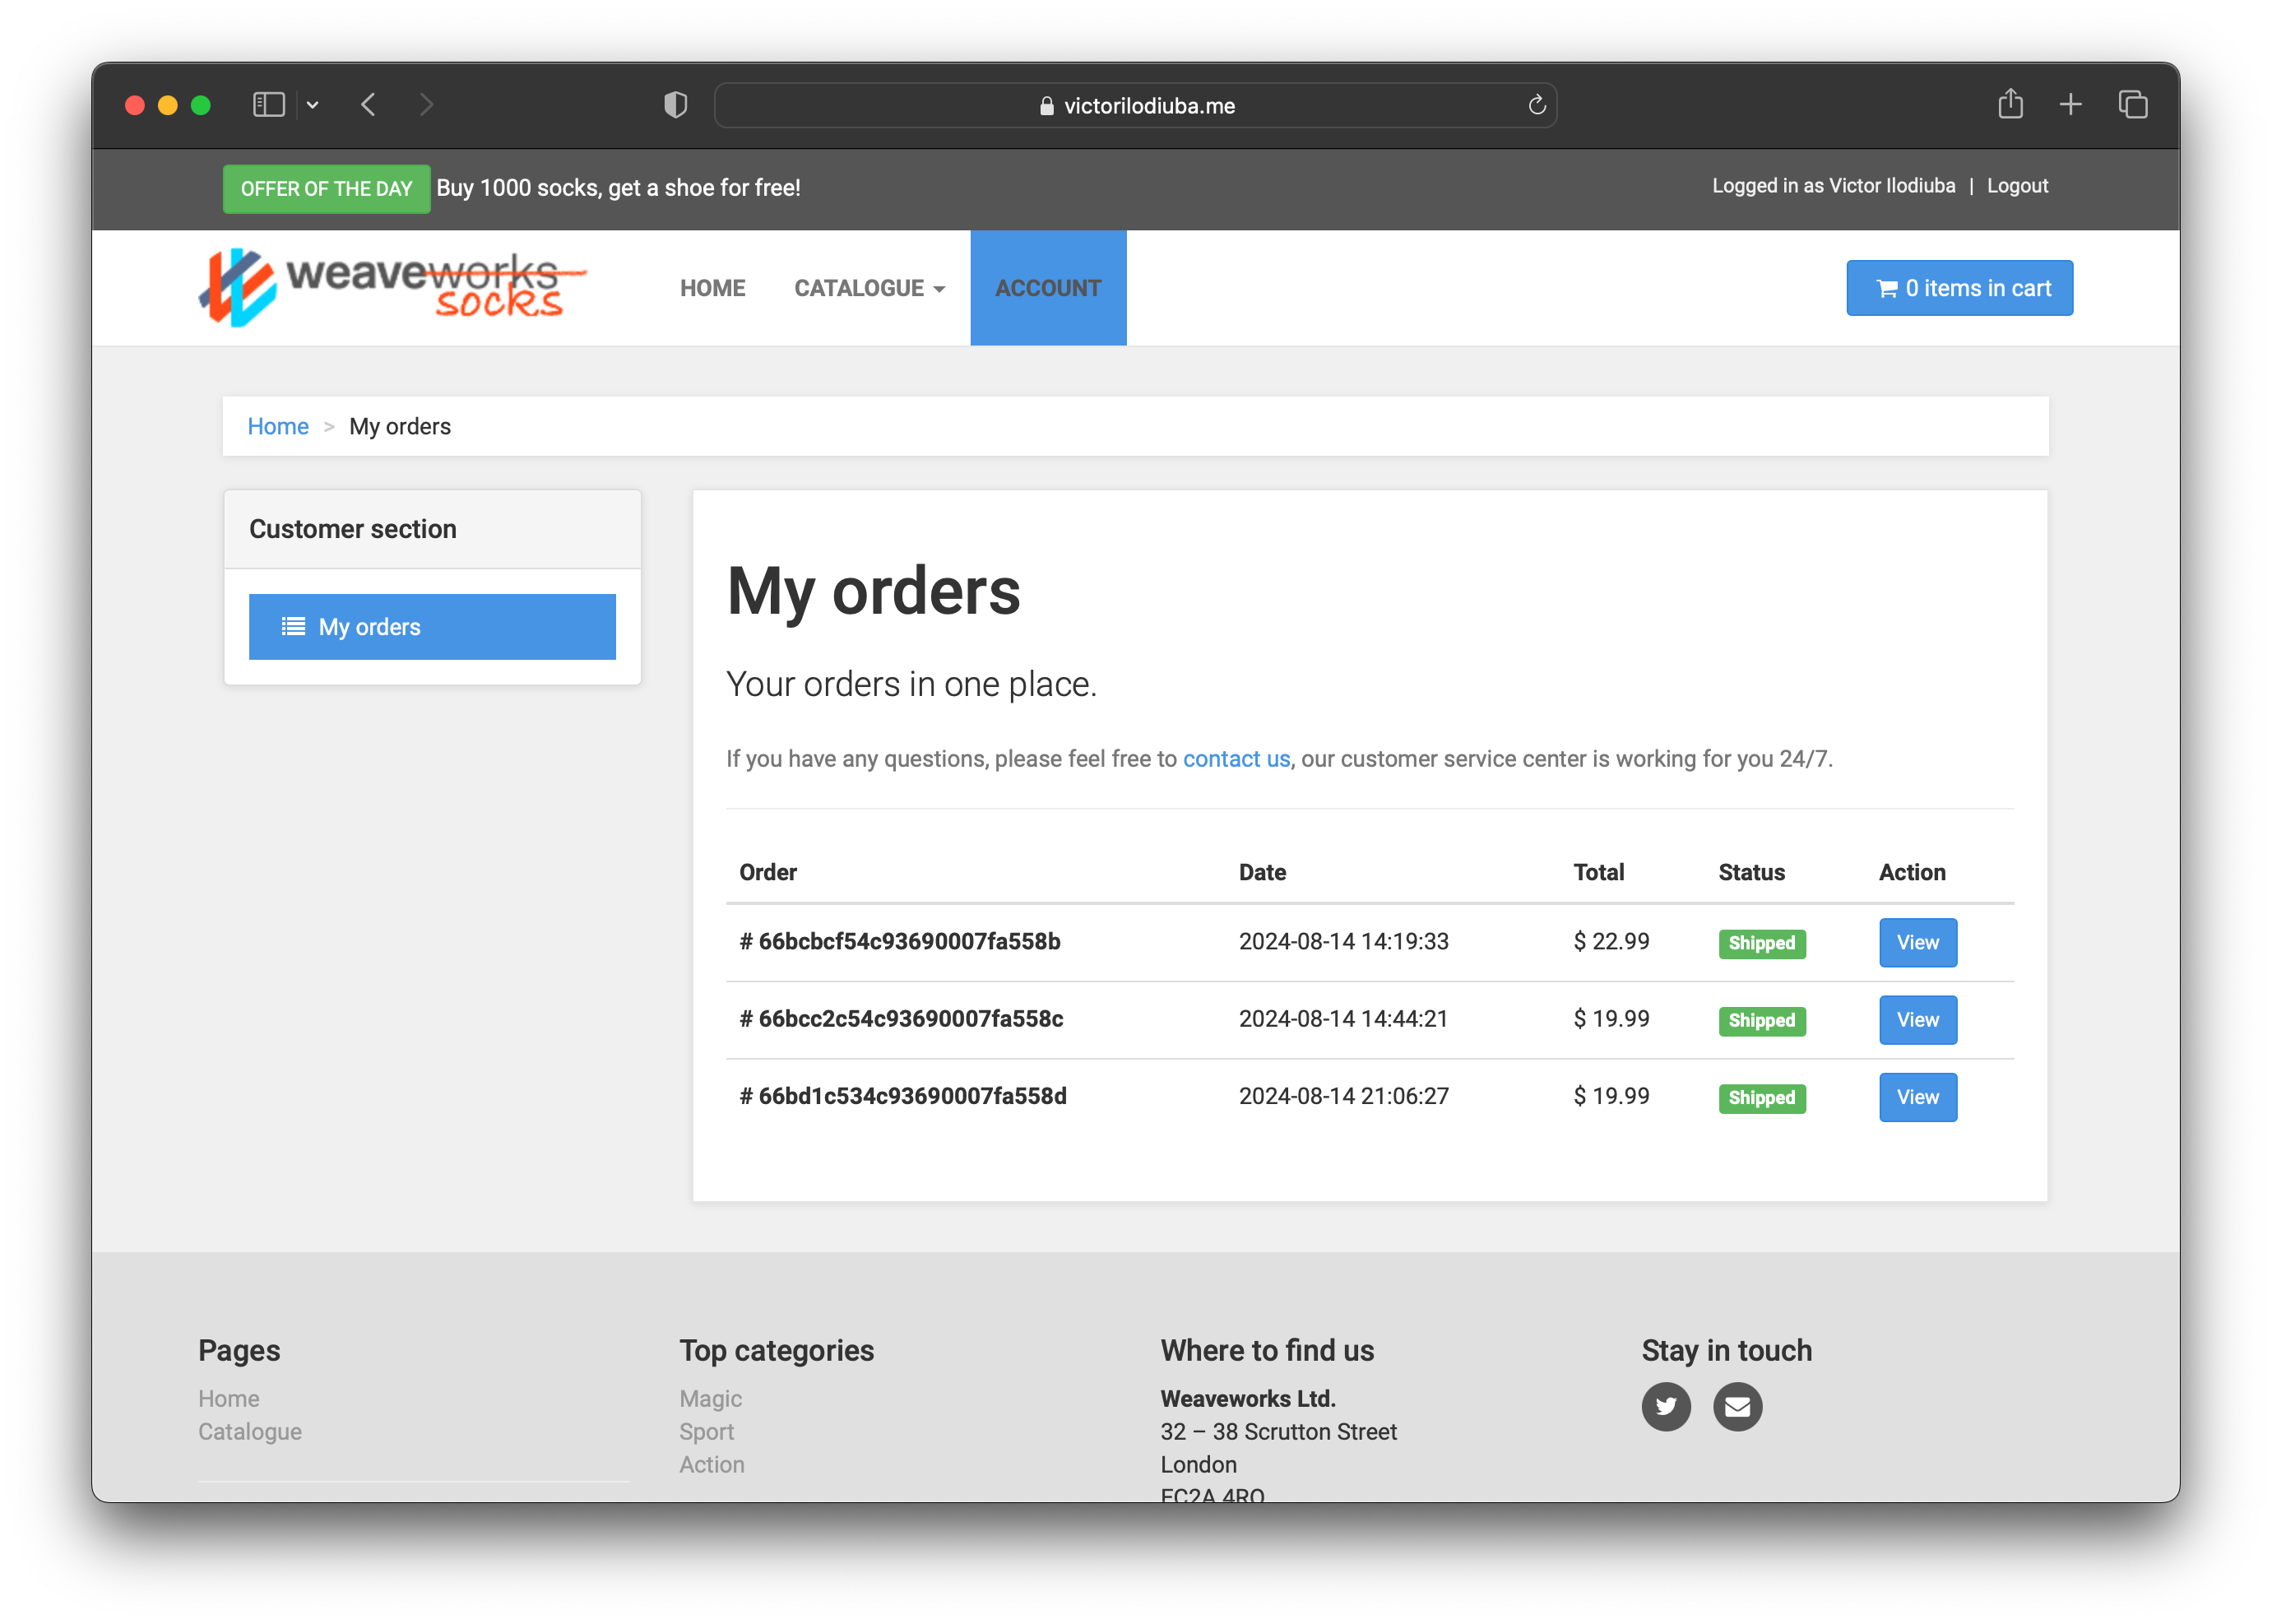 victorilodiuba.me
OFFER OF THE DAY Buy 1000 socks, get a shoe for free!
Logged in as Victor Ilodiuba | Logout
weaveworks
socks
HOME CATALOGUE ACCOUNT
0 items in cart
Home > My orders
Customer section
My orders
My orders
Your orders in one place.
If you have any questions, please feel free to contact us, our customer service center is working for you 24/7.
Order Date Total Status Action
# 66bcbcf54c93690007fa558b 2024-08-14 14:19:33 $ 22.99 Shipped View
# 66bcc2c54c93690007fa558c 2024-08-14 14:44:21 $ 19.99 Shipped View
# 66bd1c534c93690007fa558d 2024-08-14 21:06:27 $ 19.99 Shipped View
Pages
Home
Catalogue
Top categories
Magic
Sport
Action
Where to find us
Weaveworks Ltd.
32 – 38 Scrutton Street
London
EC2A 4RQ
Stay in touch